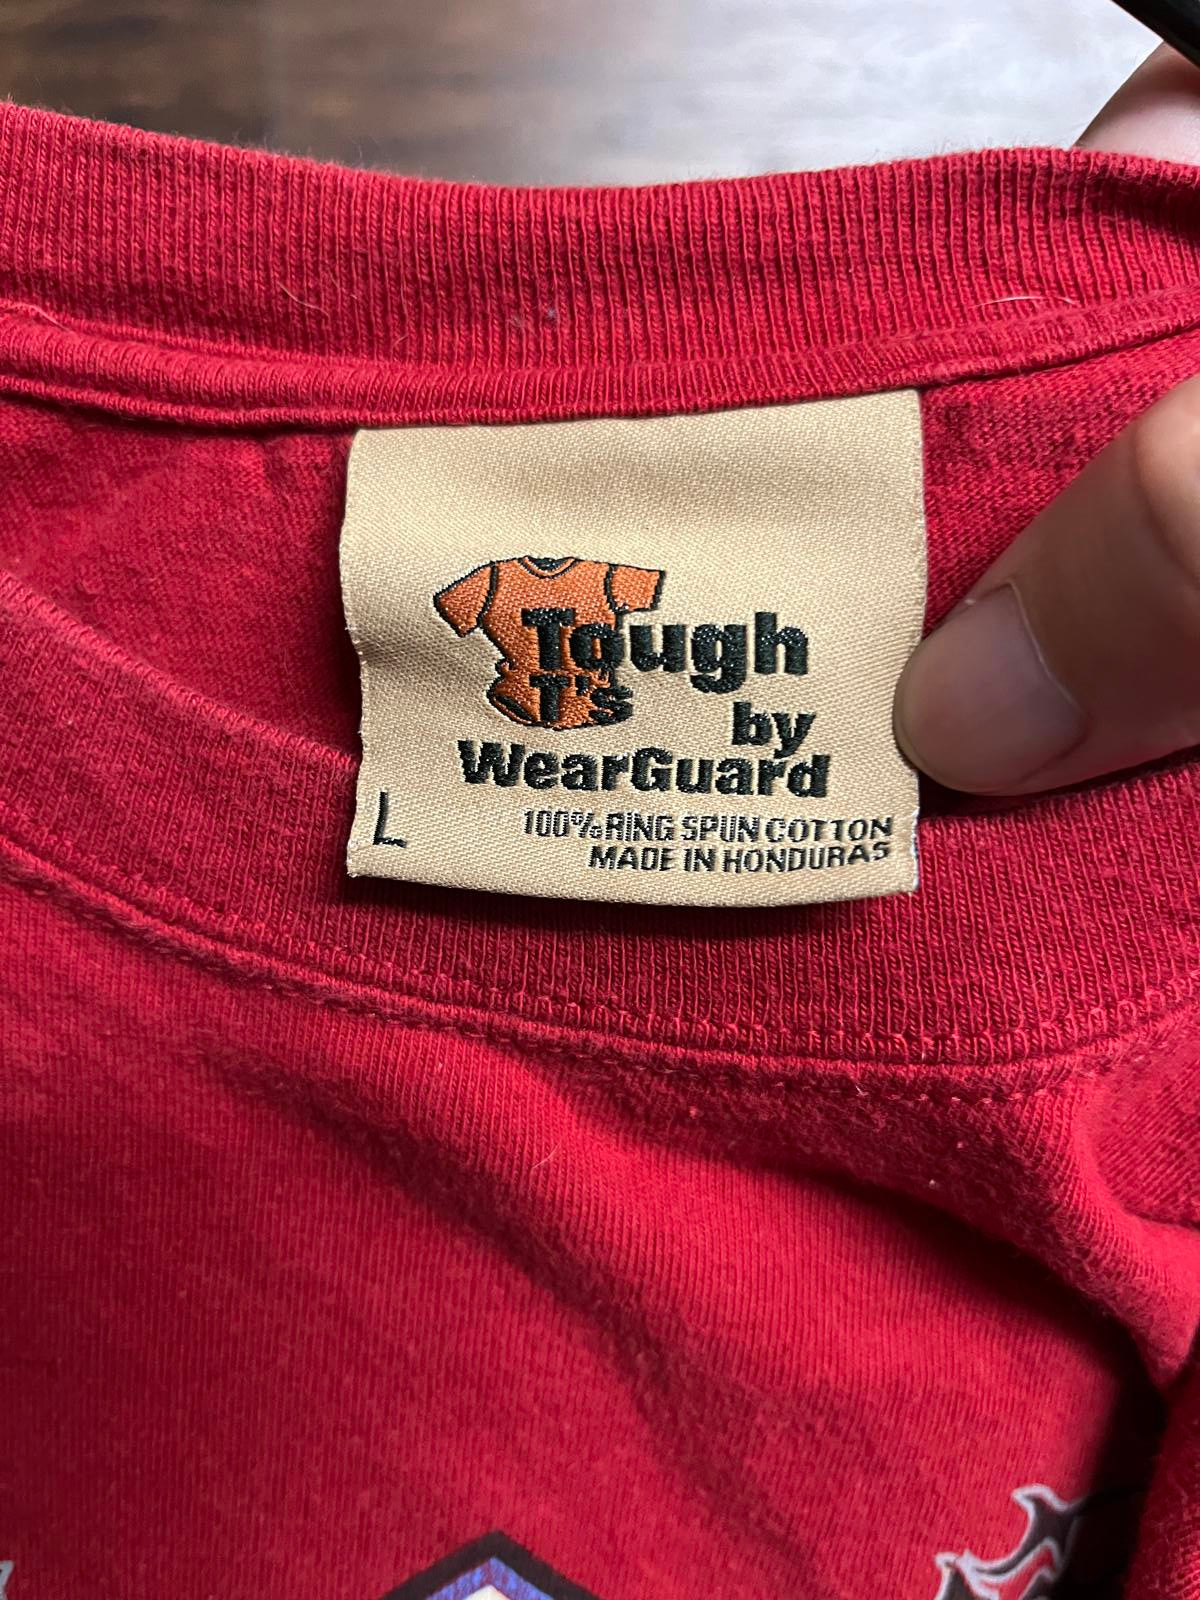 Tough
T's
by
WearGuard
L
100% RING SPUN COTTON
MADE IN HONDURAS